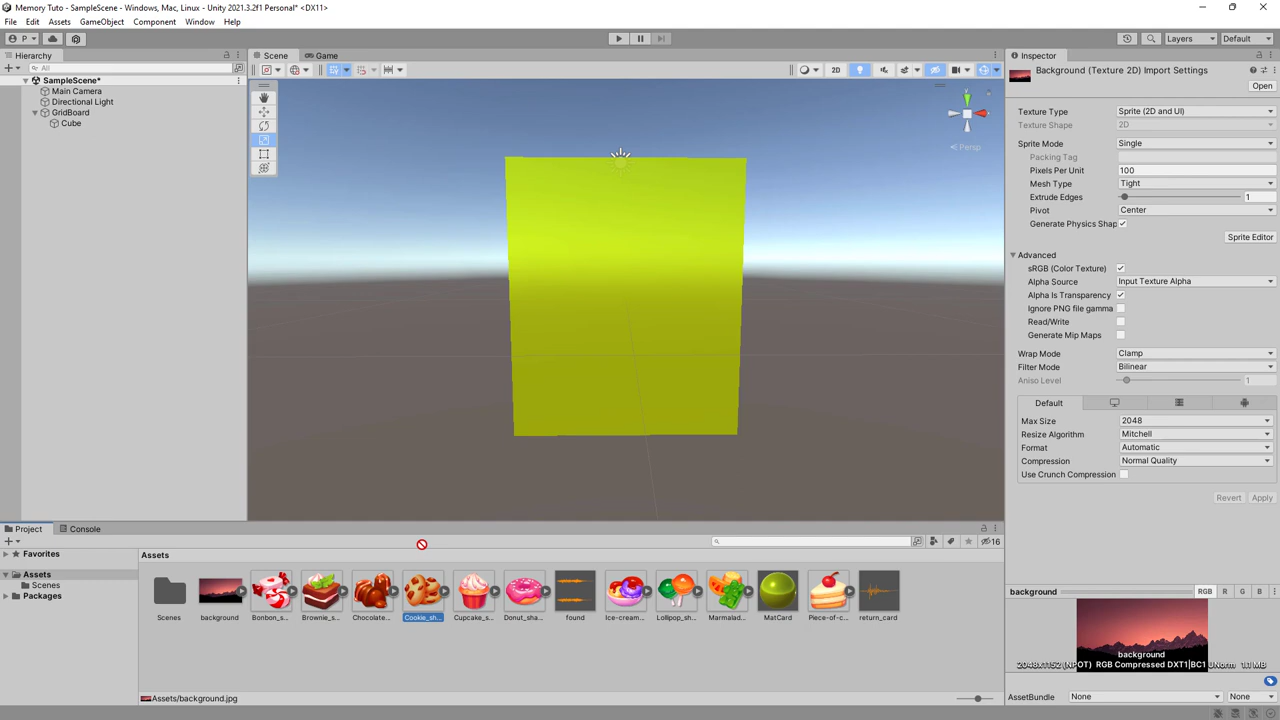 Memory Tuto - SampleScene - Windows, Mac, Linux - Unity 2021.3.2f1 Personal* <DX11>
File Edit Assets GameObject Component Window Help
P Layers Default
Hierarchy Scene Game Inspector
All 2D
SampleScene*
Main Camera
Directional Light
GridBoard
Cube
y
Persp
Background (Texture 2D) Import Settings
Open
Texture Type Sprite (2D and UI)
Texture Shape 2D
Sprite Mode Single
Packing Tag
Pixels Per Unit 100
Mesh Type Tight
Extrude Edges 1
Pivot Center
Generate Physics Shap
Sprite Editor
Advanced
sRGB (Color Texture)
Alpha Source Input Texture Alpha
Alpha Is Transparency
Ignore PNG file gamma
Read/Write
Generate Mip Maps
Wrap Mode Clamp
Filter Mode Bilinear
Aniso Level 1
Default
Max Size 2048
Resize Algorithm Mitchell
Format Automatic
Compression Normal Quality
Use Crunch Compression
Revert Apply
Project Console
16
Favorites
Assets
Scenes
Packages
Assets
Scenes background Bonbon_s... Brownie_s... Chocolate... Cookie_sh... Cupcake_s... Donut_sha... found Ice-cream... Lollipop_sh... Marmalad... MatCard Piece-of-c... return_card
Assets/background.jpg
background RGB R G B
background
2048x1152 (NPOT) RGB Compressed DXT1|BC1 UNorm 1.1 MB
AssetBundle None None